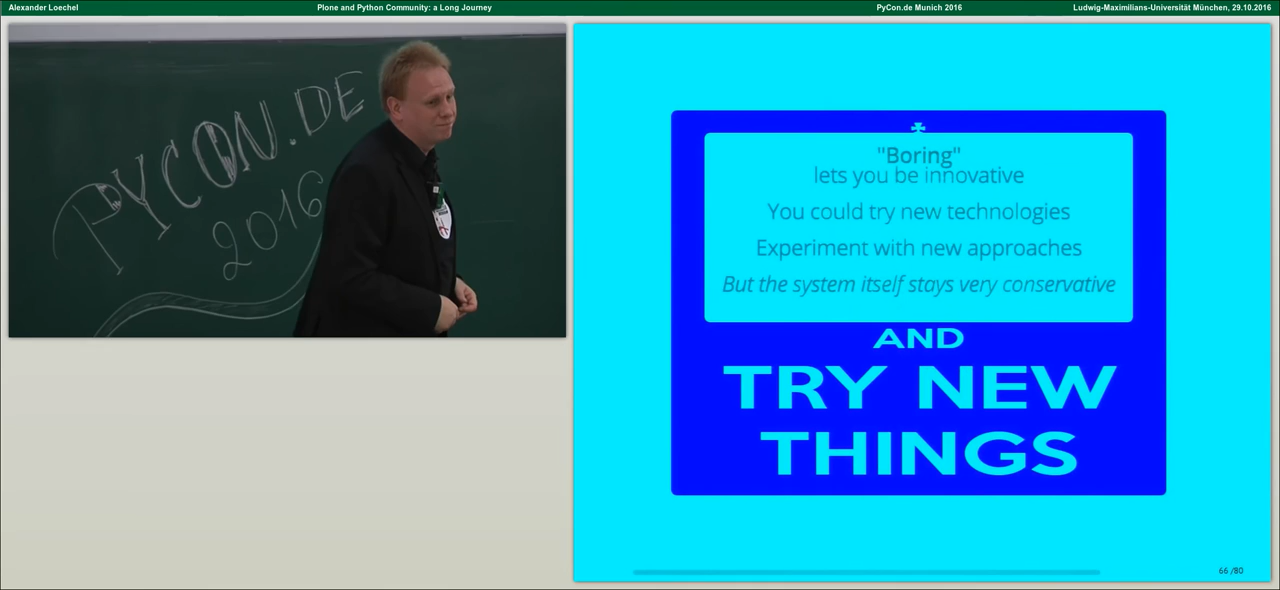 Alexander Loechel
Plone and Python Community: a Long Journey
PyCon.de Munich 2016
Ludwig-Maximilians-Universität München, 29.10.2016
PYCON.DE
2016
"Boring"
lets you be innovative
You could try new technologies
Experiment with new approaches
But the system itself stays very conservative
AND
TRY NEW
THINGS
66 /80